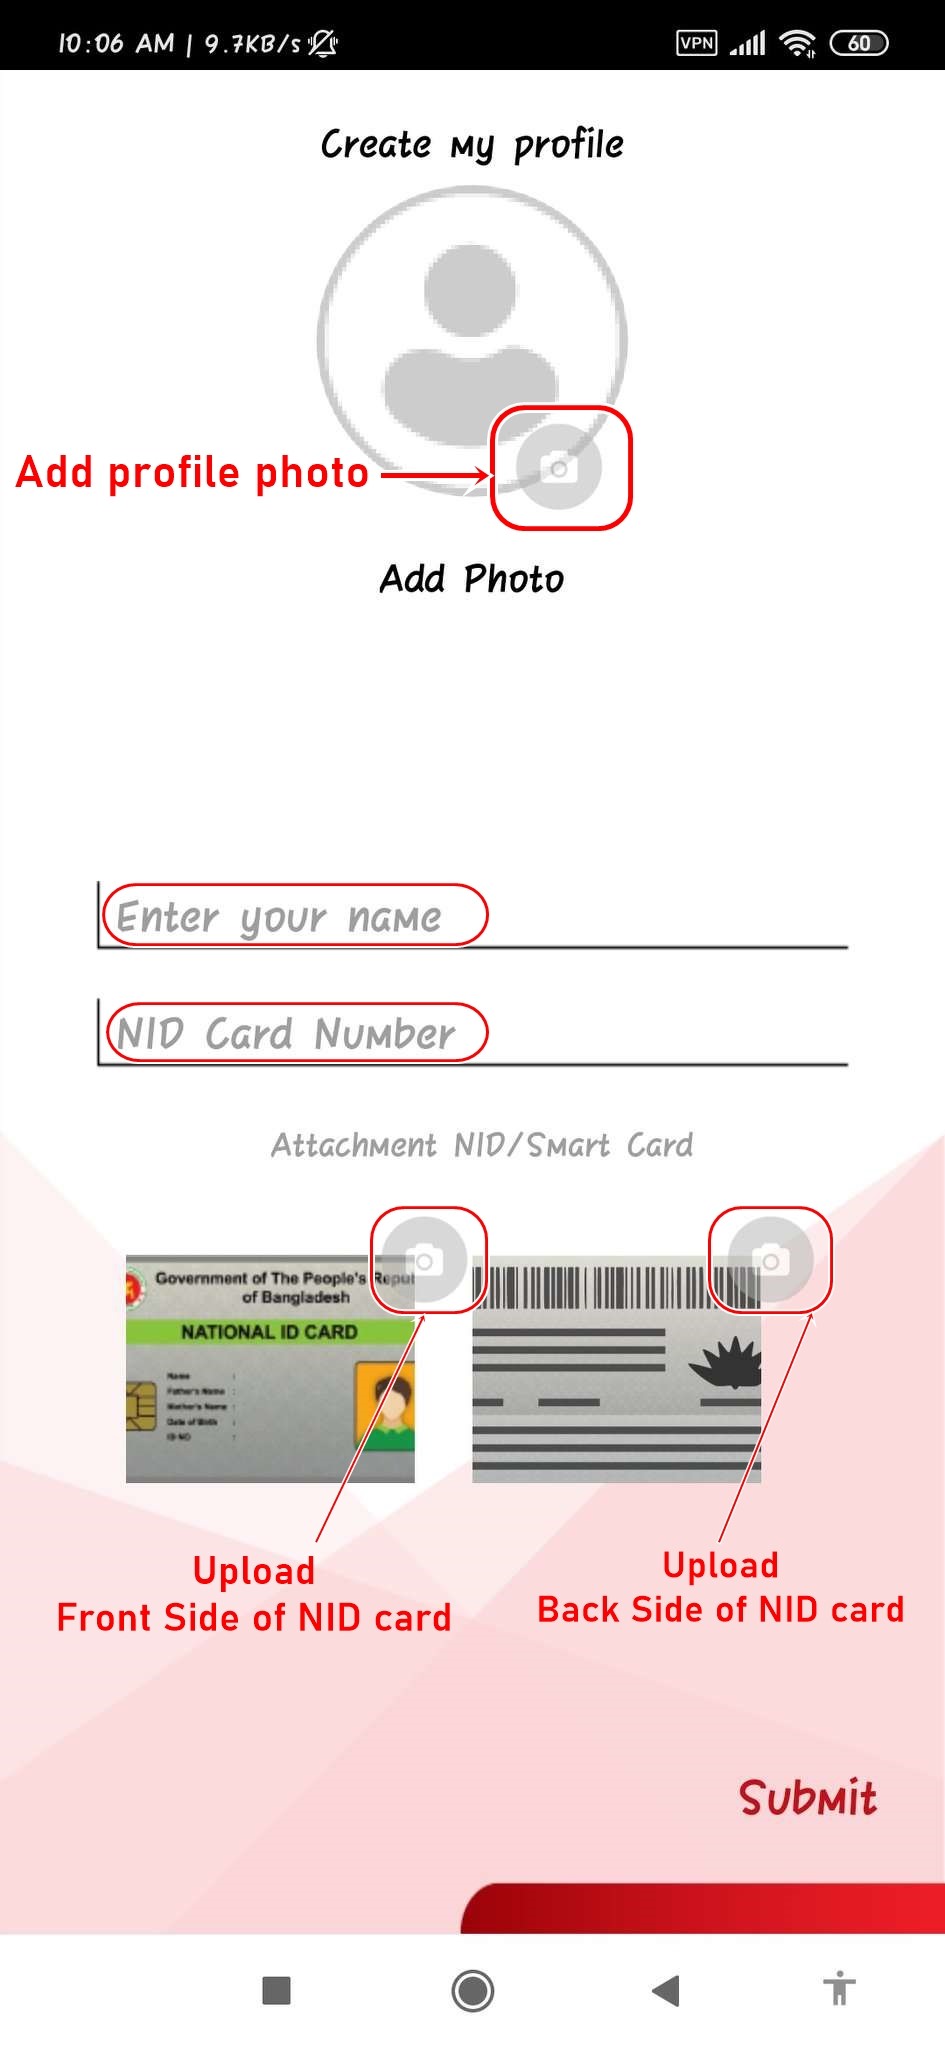 10:06 AM | 9.7KB/s
VPN
60
Create My profile
Add profile photo
Add Photo
Enter your name
NID Card Number
Attachment NID/Smart Card
Government of The People's Repu
of Bangladesh
NATIONAL ID CARD
Name :
Father's Name :
Mother's Name :
Date of Birth :
ID NO :
Upload
Front Side of NID card
Upload
Back Side of NID card
Submit